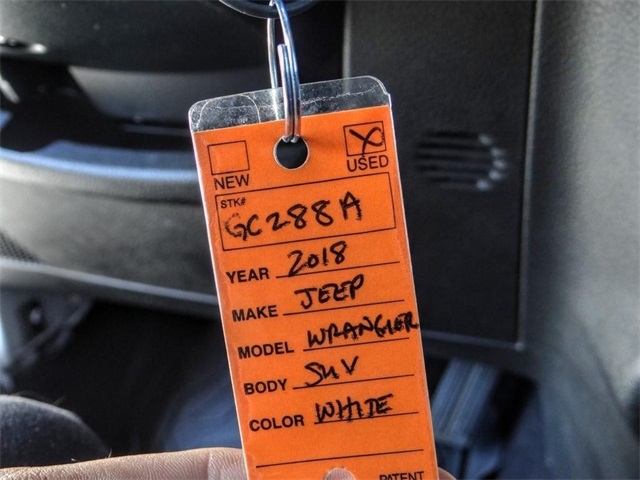 NEW X USED
STK#
GC288A
YEAR 2018
MAKE JEEP
MODEL WRANGLER
BODY SUV
COLOR WHITE
PATENT